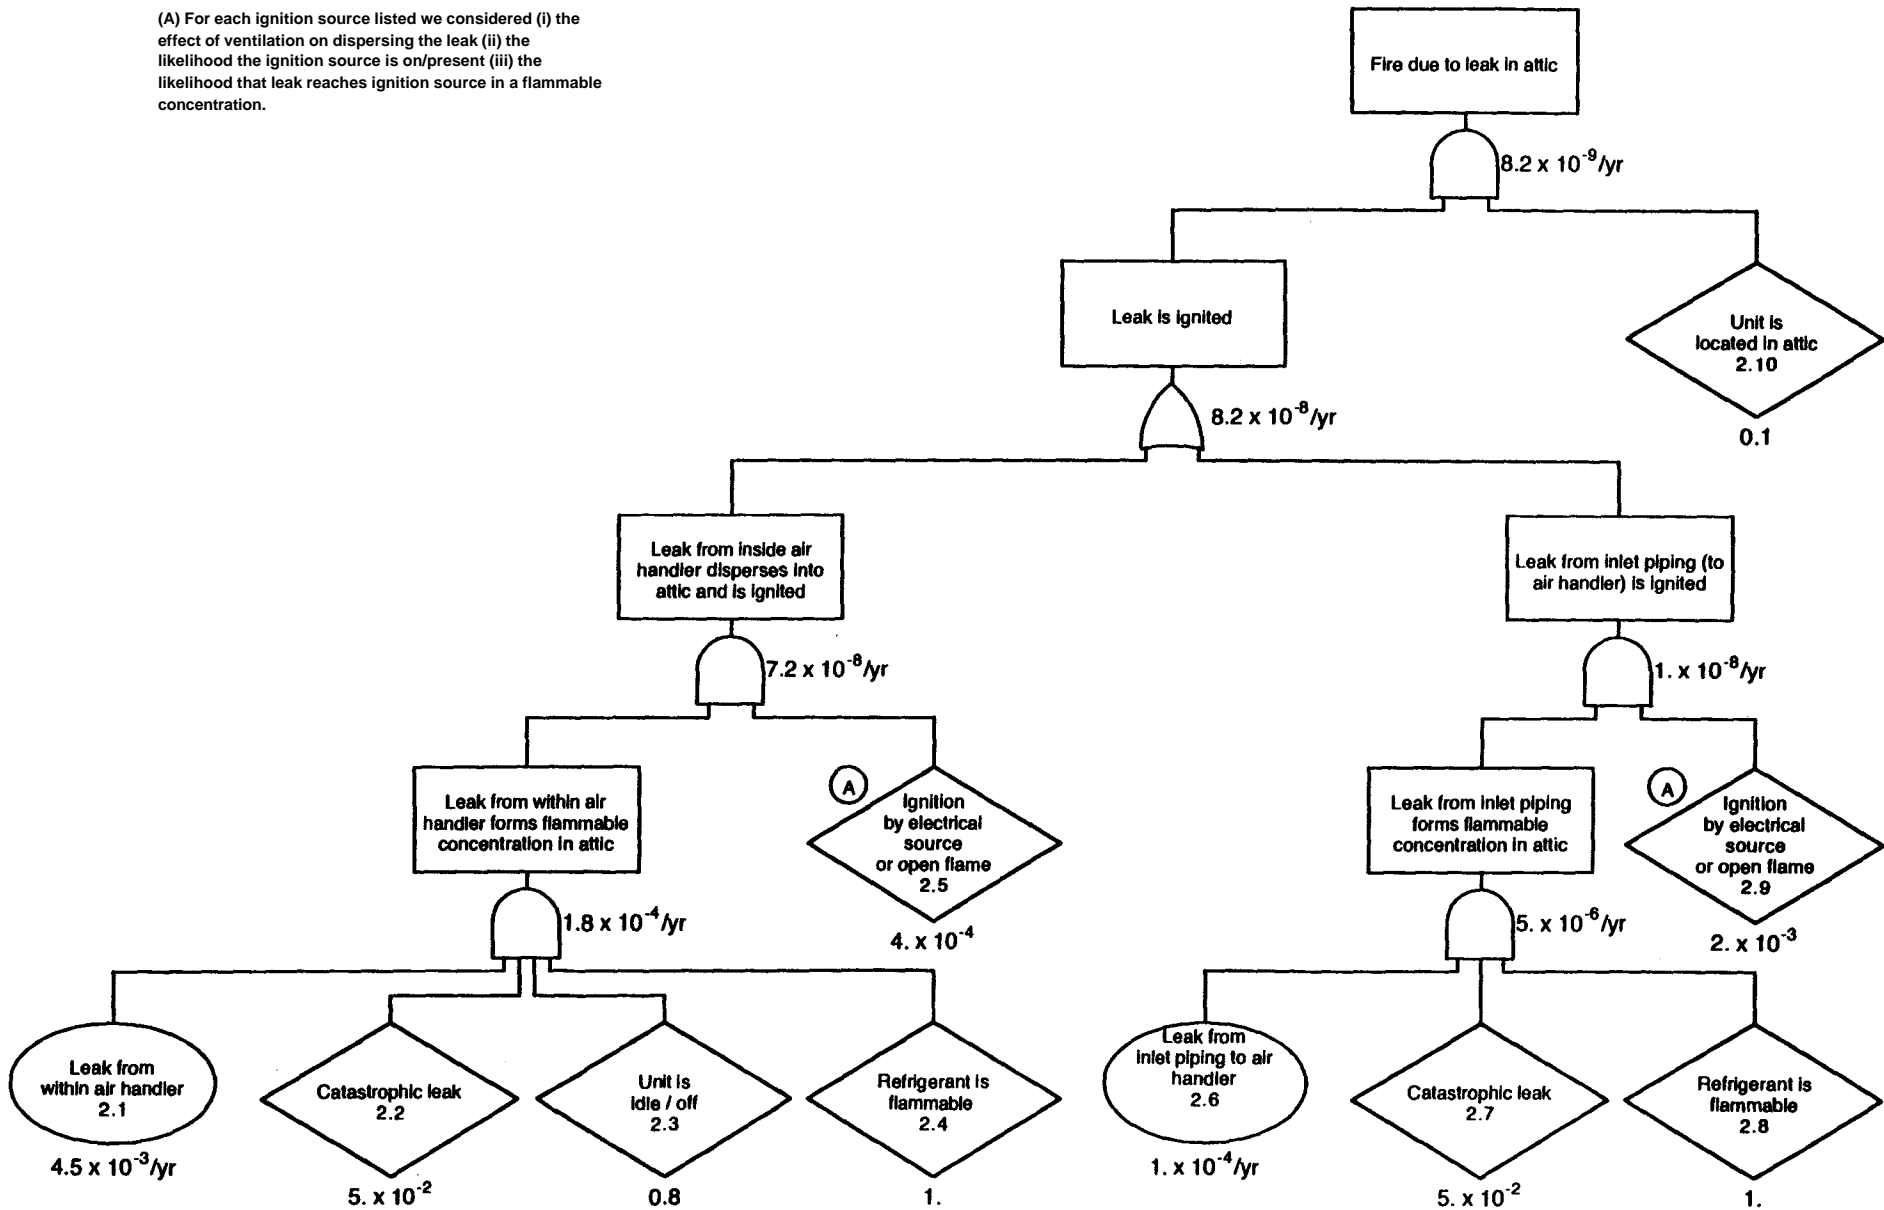 (A) For each ignition source listed we considered (i) the
effect of ventilation on dispersing the leak (ii) the
likelihood the ignition source is on/present (iii) the
likelihood that leak reaches ignition source in a flammable
concentration.
Fire due to leak in attic
8.2 x 10⁻⁹/yr
Leak is ignited
Unit is
located in attic
2.10
0.1
8.2 x 10⁻⁸/yr
Leak from inside air
handler disperses into
attic and is ignited
Leak from inlet piping (to
air handler) is ignited
7.2 x 10⁻⁸/yr
1. x 10⁻⁸/yr
Leak from within air
handler forms flammable
concentration in attic
A
Ignition
by electrical
source
or open flame
2.5
4. x 10⁻⁴
Leak from inlet piping
forms flammable
concentration in attic
A
Ignition
by electrical
source
or open flame
2.9
2. x 10⁻³
1.8 x 10⁻⁴/yr
5. x 10⁻⁶/yr
Leak from
within air handler
2.1
4.5 x 10⁻³/yr
Catastrophic leak
2.2
5. x 10⁻²
Unit is
idle / off
2.3
0.8
Refrigerant is
flammable
2.4
1.
Leak from
inlet piping to air
handler
2.6
1. x 10⁻⁴/yr
Catastrophic leak
2.7
5. x 10⁻²
Refrigerant is
flammable
2.8
1.